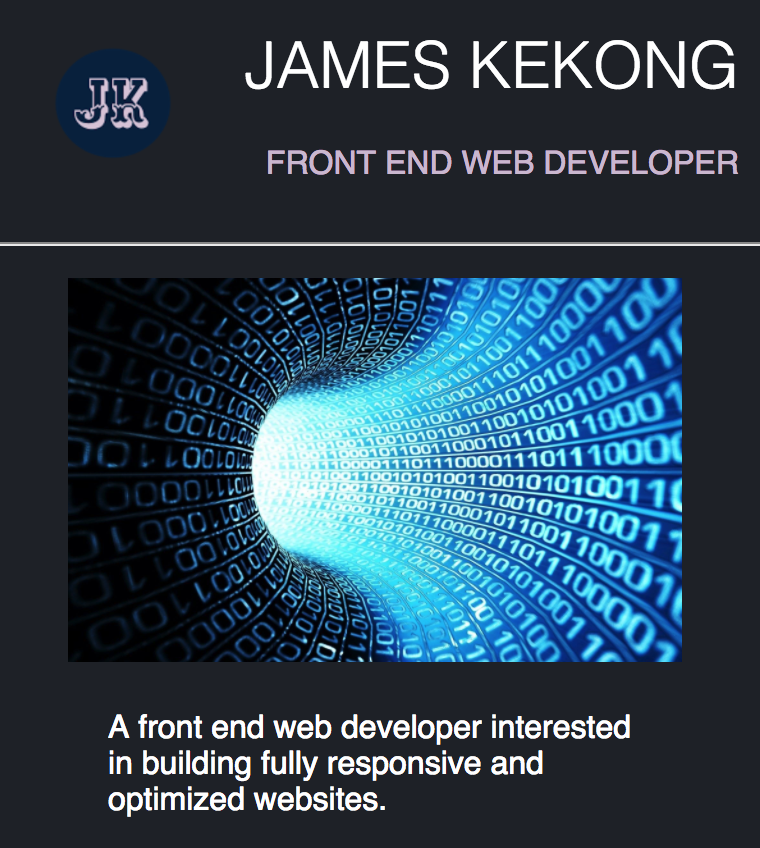 JK
JAMES KEKONG
FRONT END WEB DEVELOPER
A front end web developer interested
in building fully responsive and
optimized websites.